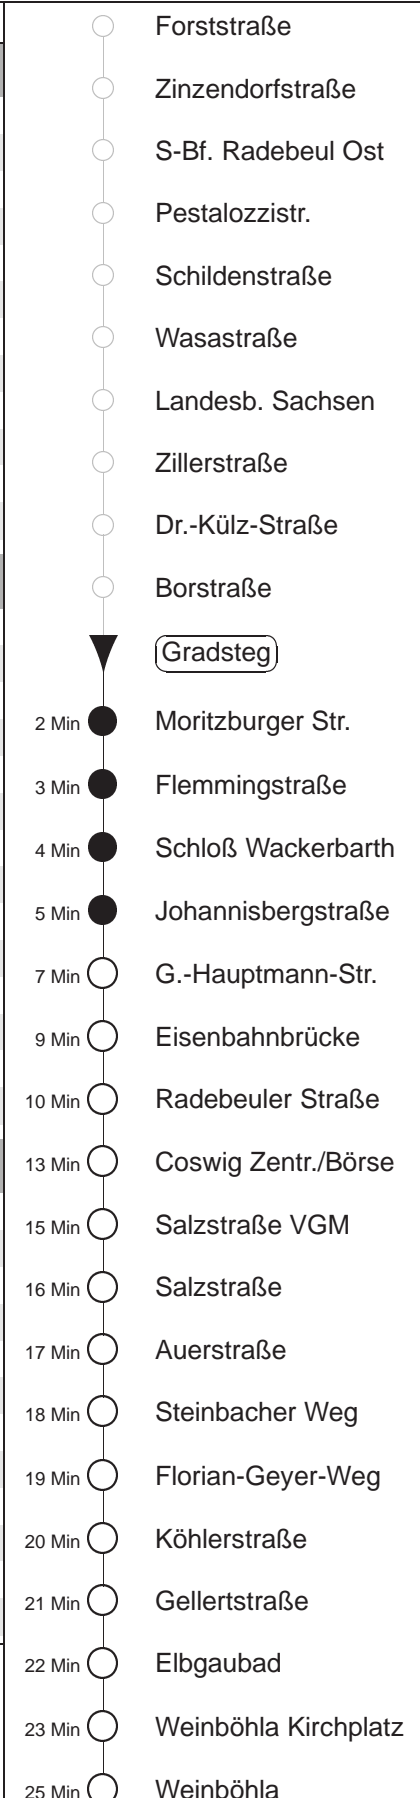 Forststraße
Zinzendorfstraße
S-Bf. Radebeul Ost
Pestalozzistr.
Schildenstraße
Wasastraße
Landesb. Sachsen
Zillerstraße
Dr.-Külz-Straße
Borstraße
Gradsteg
2 Min Moritzburger Str.
3 Min Flemmingstraße
4 Min Schloß Wackerbarth
5 Min Johannisbergstraße
7 Min G.-Hauptmann-Str.
9 Min Eisenbahnbrücke
10 Min Radebeuler Straße
13 Min Coswig Zentr./Börse
15 Min Salzstraße VGM
16 Min Salzstraße
17 Min Auerstraße
18 Min Steinbacher Weg
19 Min Florian-Geyer-Weg
20 Min Köhlerstraße
21 Min Gellertstraße
22 Min Elbgaubad
23 Min Weinböhla Kirchplatz
25 Min Weinböhla